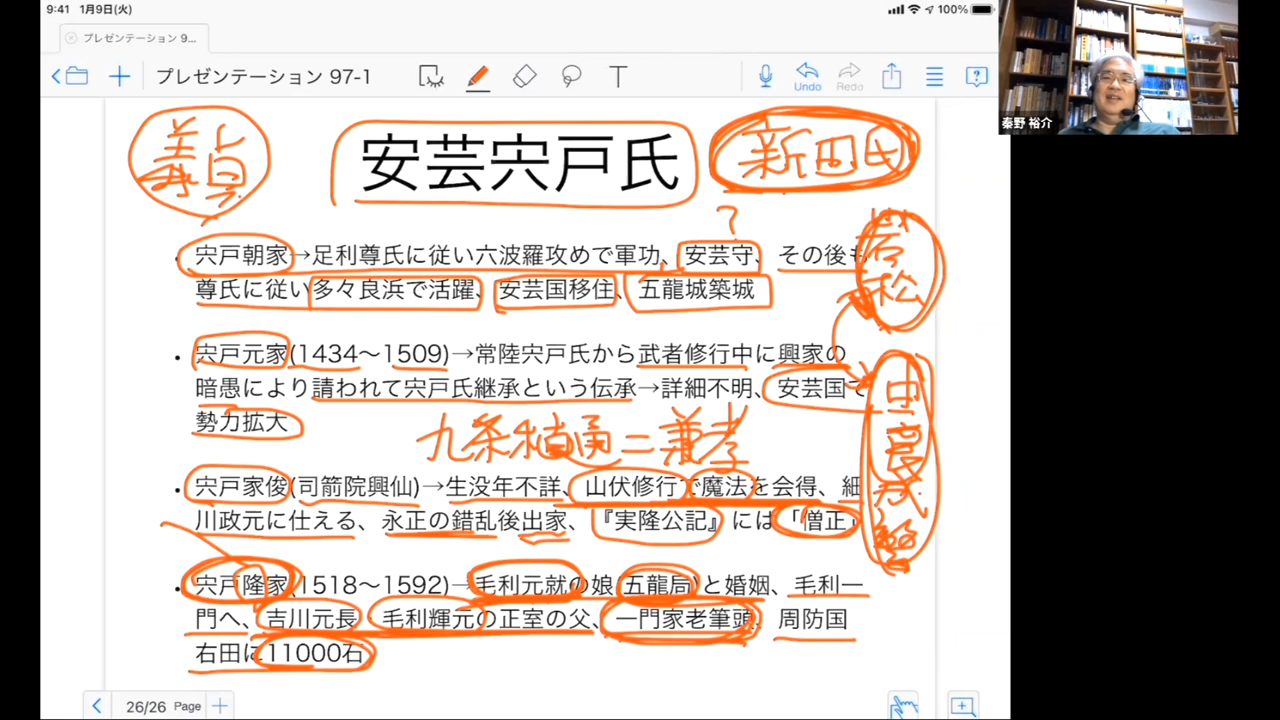 9:41 1月9日(火)
100%
プレゼンテーション 9...
プレゼンテーション 97-1
T
Undo
Redo
秦野 裕介
義貞
安芸宍戸氏
新田氏
?
・宍戸朝家→足利尊氏に従い六波羅攻めで軍功、安芸守、その後も
尊氏に従い多々良浜で活躍、安芸国移住、五龍城築城
岩松
・宍戸元家(1434〜1509)→常陸宍戸氏から武者修行中に興家の
暗愚により請われて宍戸氏継承という伝承→詳細不明、安芸国で
勢力拡大
九条稙通=兼孝
・宍戸家俊(司箭院興仙)→生没年不詳、山伏修行で魔法を会得、細
川政元に仕える、永正の錯乱後出家、『実隆公記』には「僧正」
・宍戸隆家(1518〜1592)→毛利元就の娘(五龍局)と婚姻、毛利一
門へ、吉川元長、毛利輝元の正室の父、一門家老筆頭、周防国
右田に11000石
26/26 Page